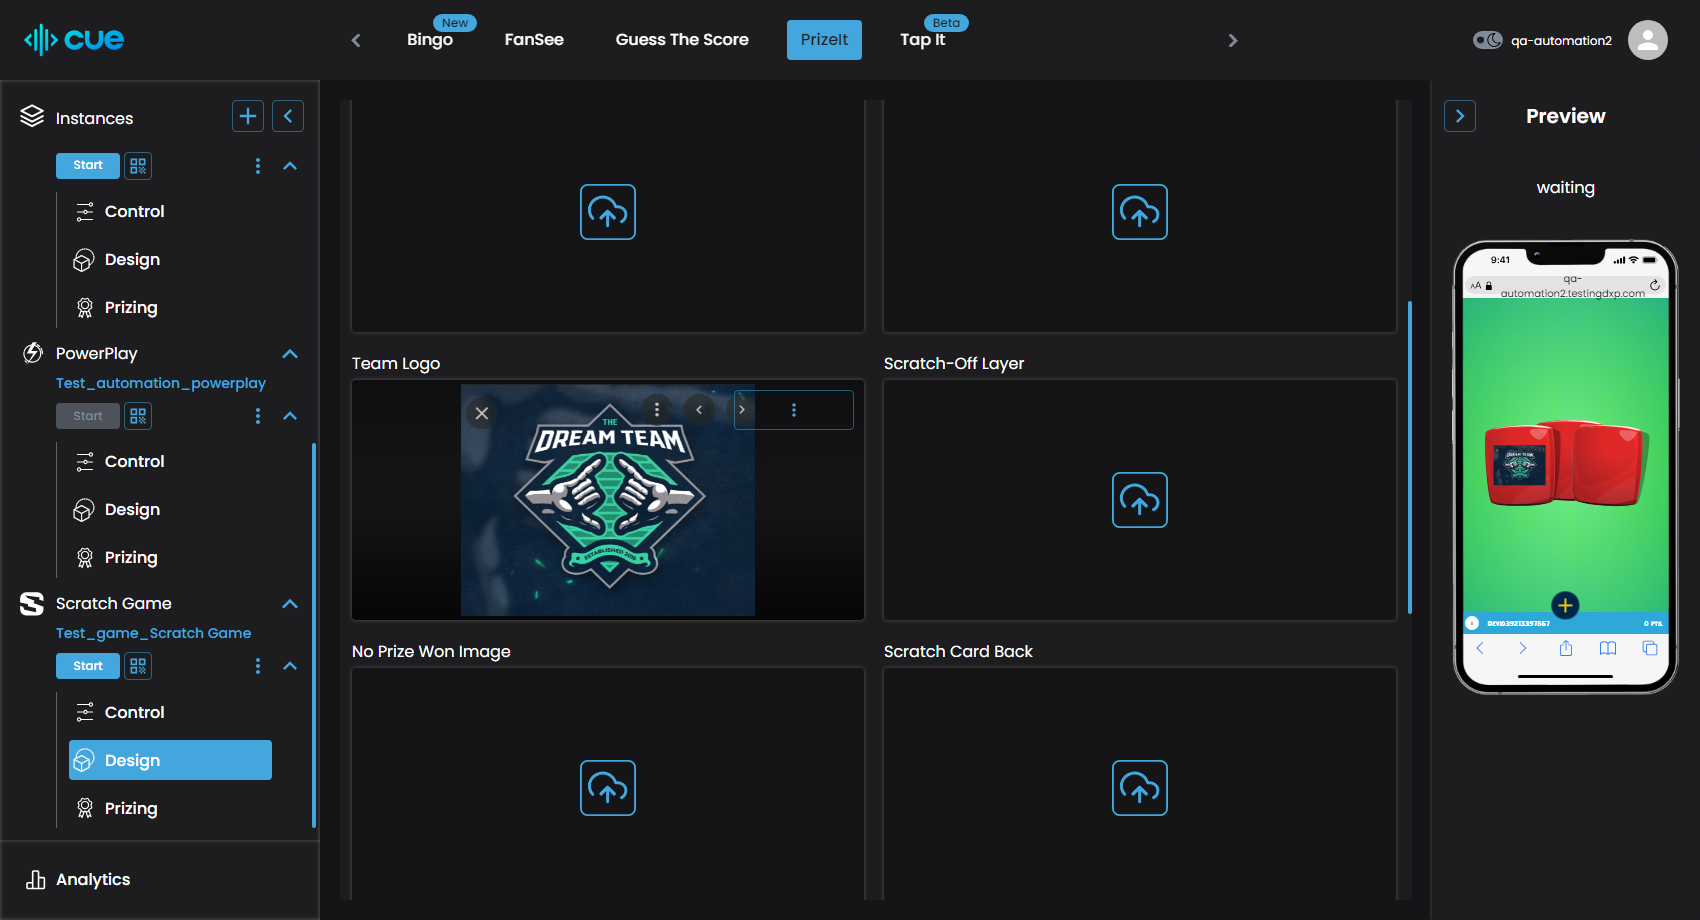 cue
New
Bingo
FanSee
Guess The Score
PrizeIt
Beta
Tap It
qa-automation2
Instances
Start
Control
Design
Prizing
PowerPlay
Test_automation_powerplay
Start
Control
Design
Prizing
Scratch Game
Test_game_Scratch Game
Start
Control
Design
Prizing
Analytics
Team Logo
THE
DREAM TEAM
ESTABLISHED 2019
Scratch-Off Layer
No Prize Won Image
Scratch Card Back
Preview
waiting
9:41
AA
qa-
automation2.testingdxp.com
DREAM TEAM
DEVID39213397667
0 PTS.